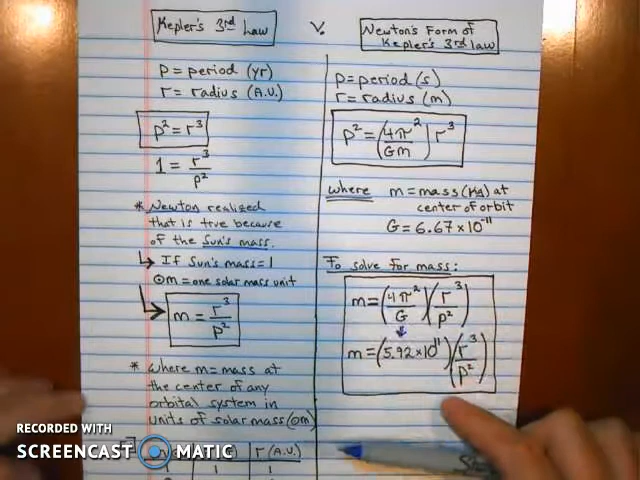 Kepler's 3rd Law
V.
Newton's Form of
Kepler's 3rd law
P = period (yr)
r = radius (A.U.)
P² = r³
1 = r³/P²
* Newton realized
that is true because
of the Sun's mass.
↳ If Sun's mass = 1
⊙m = one solar mass unit
m = r³/P²
* where m = mass at
the center of any
orbital system in
units of solar mass (⊙m)
r (A.U.)
1 1 1
P = period (s)
r = radius (m)
P² = (4π²/Gm) r³
where m = mass (Kg) at
center of orbit
G = 6.67 × 10⁻¹¹
To solve for mass:
m = (4π²/G)(r³/P²)
m = (5.92 × 10¹¹)(r³/P²)
RECORDED WITH
SCREENCAST MATIC